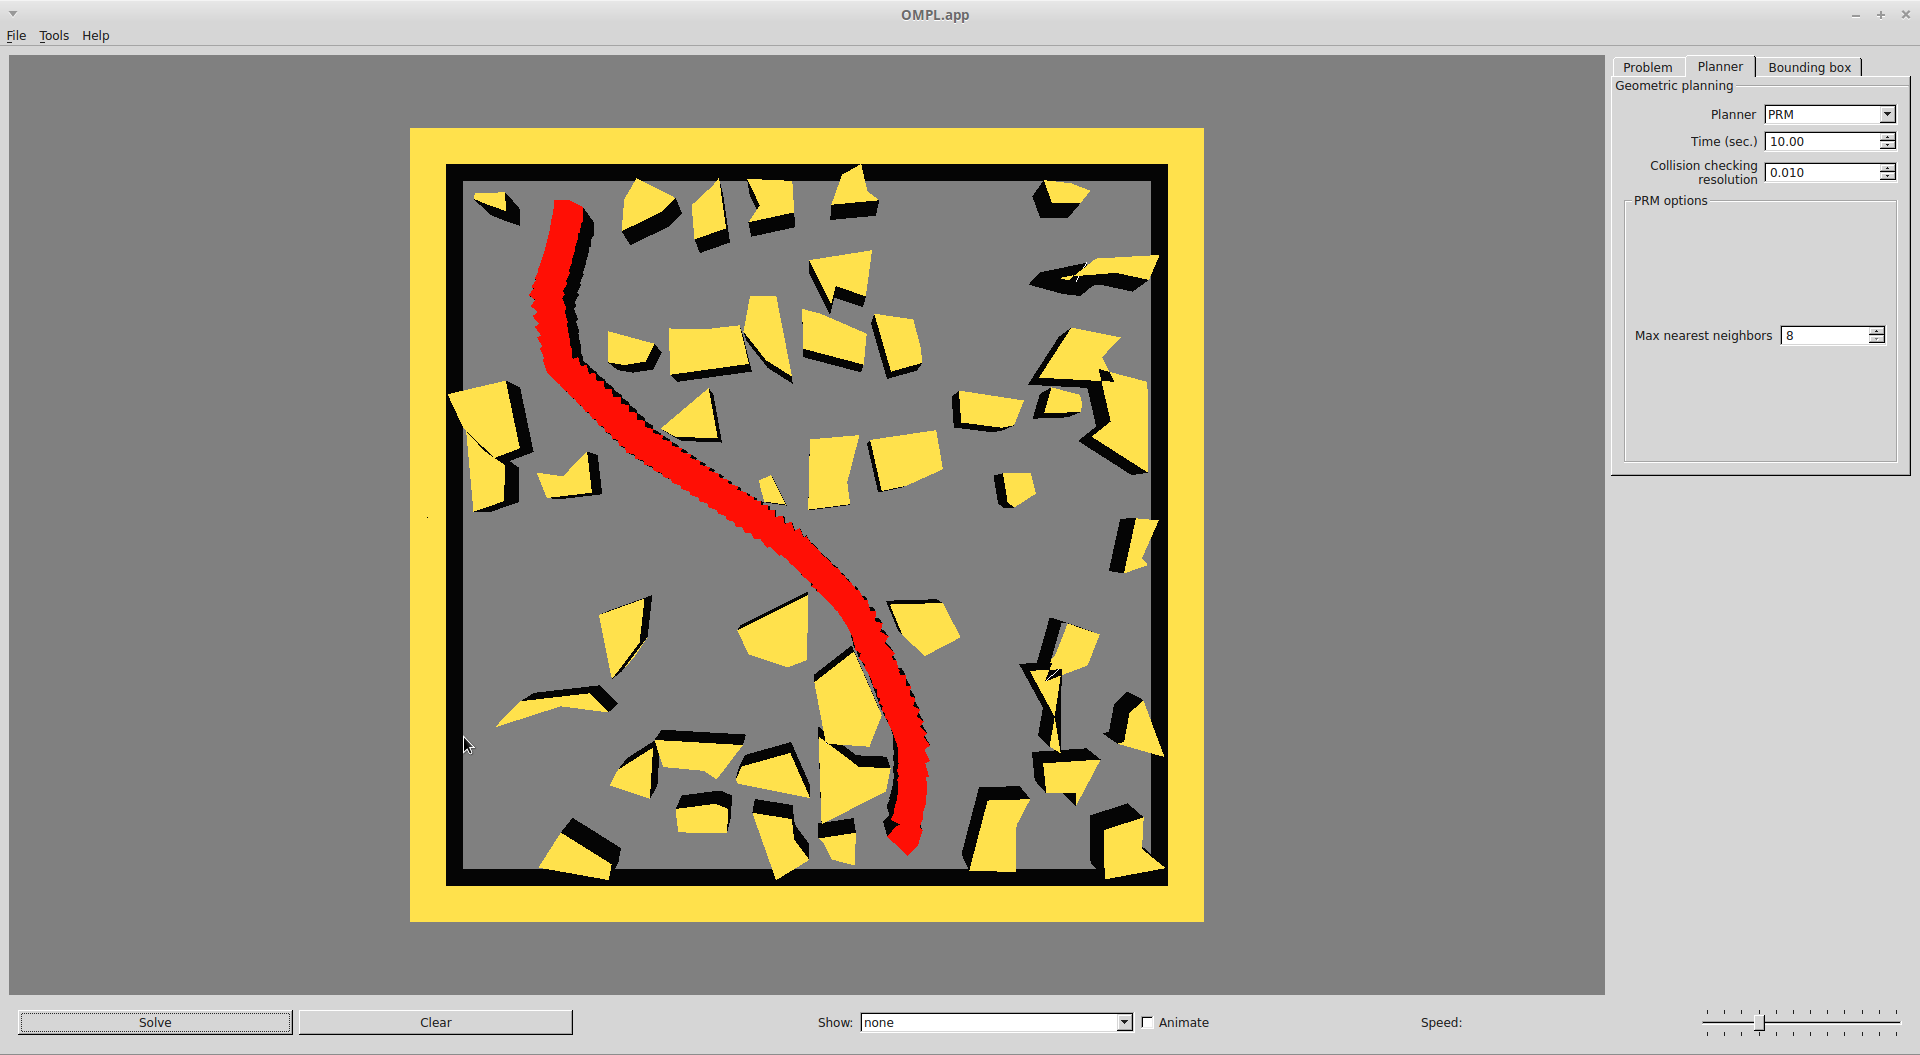 OMPL.app
File Tools Help
Problem Planner Bounding box
Geometric planning
Planner PRM
Time (sec.) 10.00
Collision checking
resolution 0.010
PRM options
Max nearest neighbors 8
Solve Clear Show: none Animate Speed: